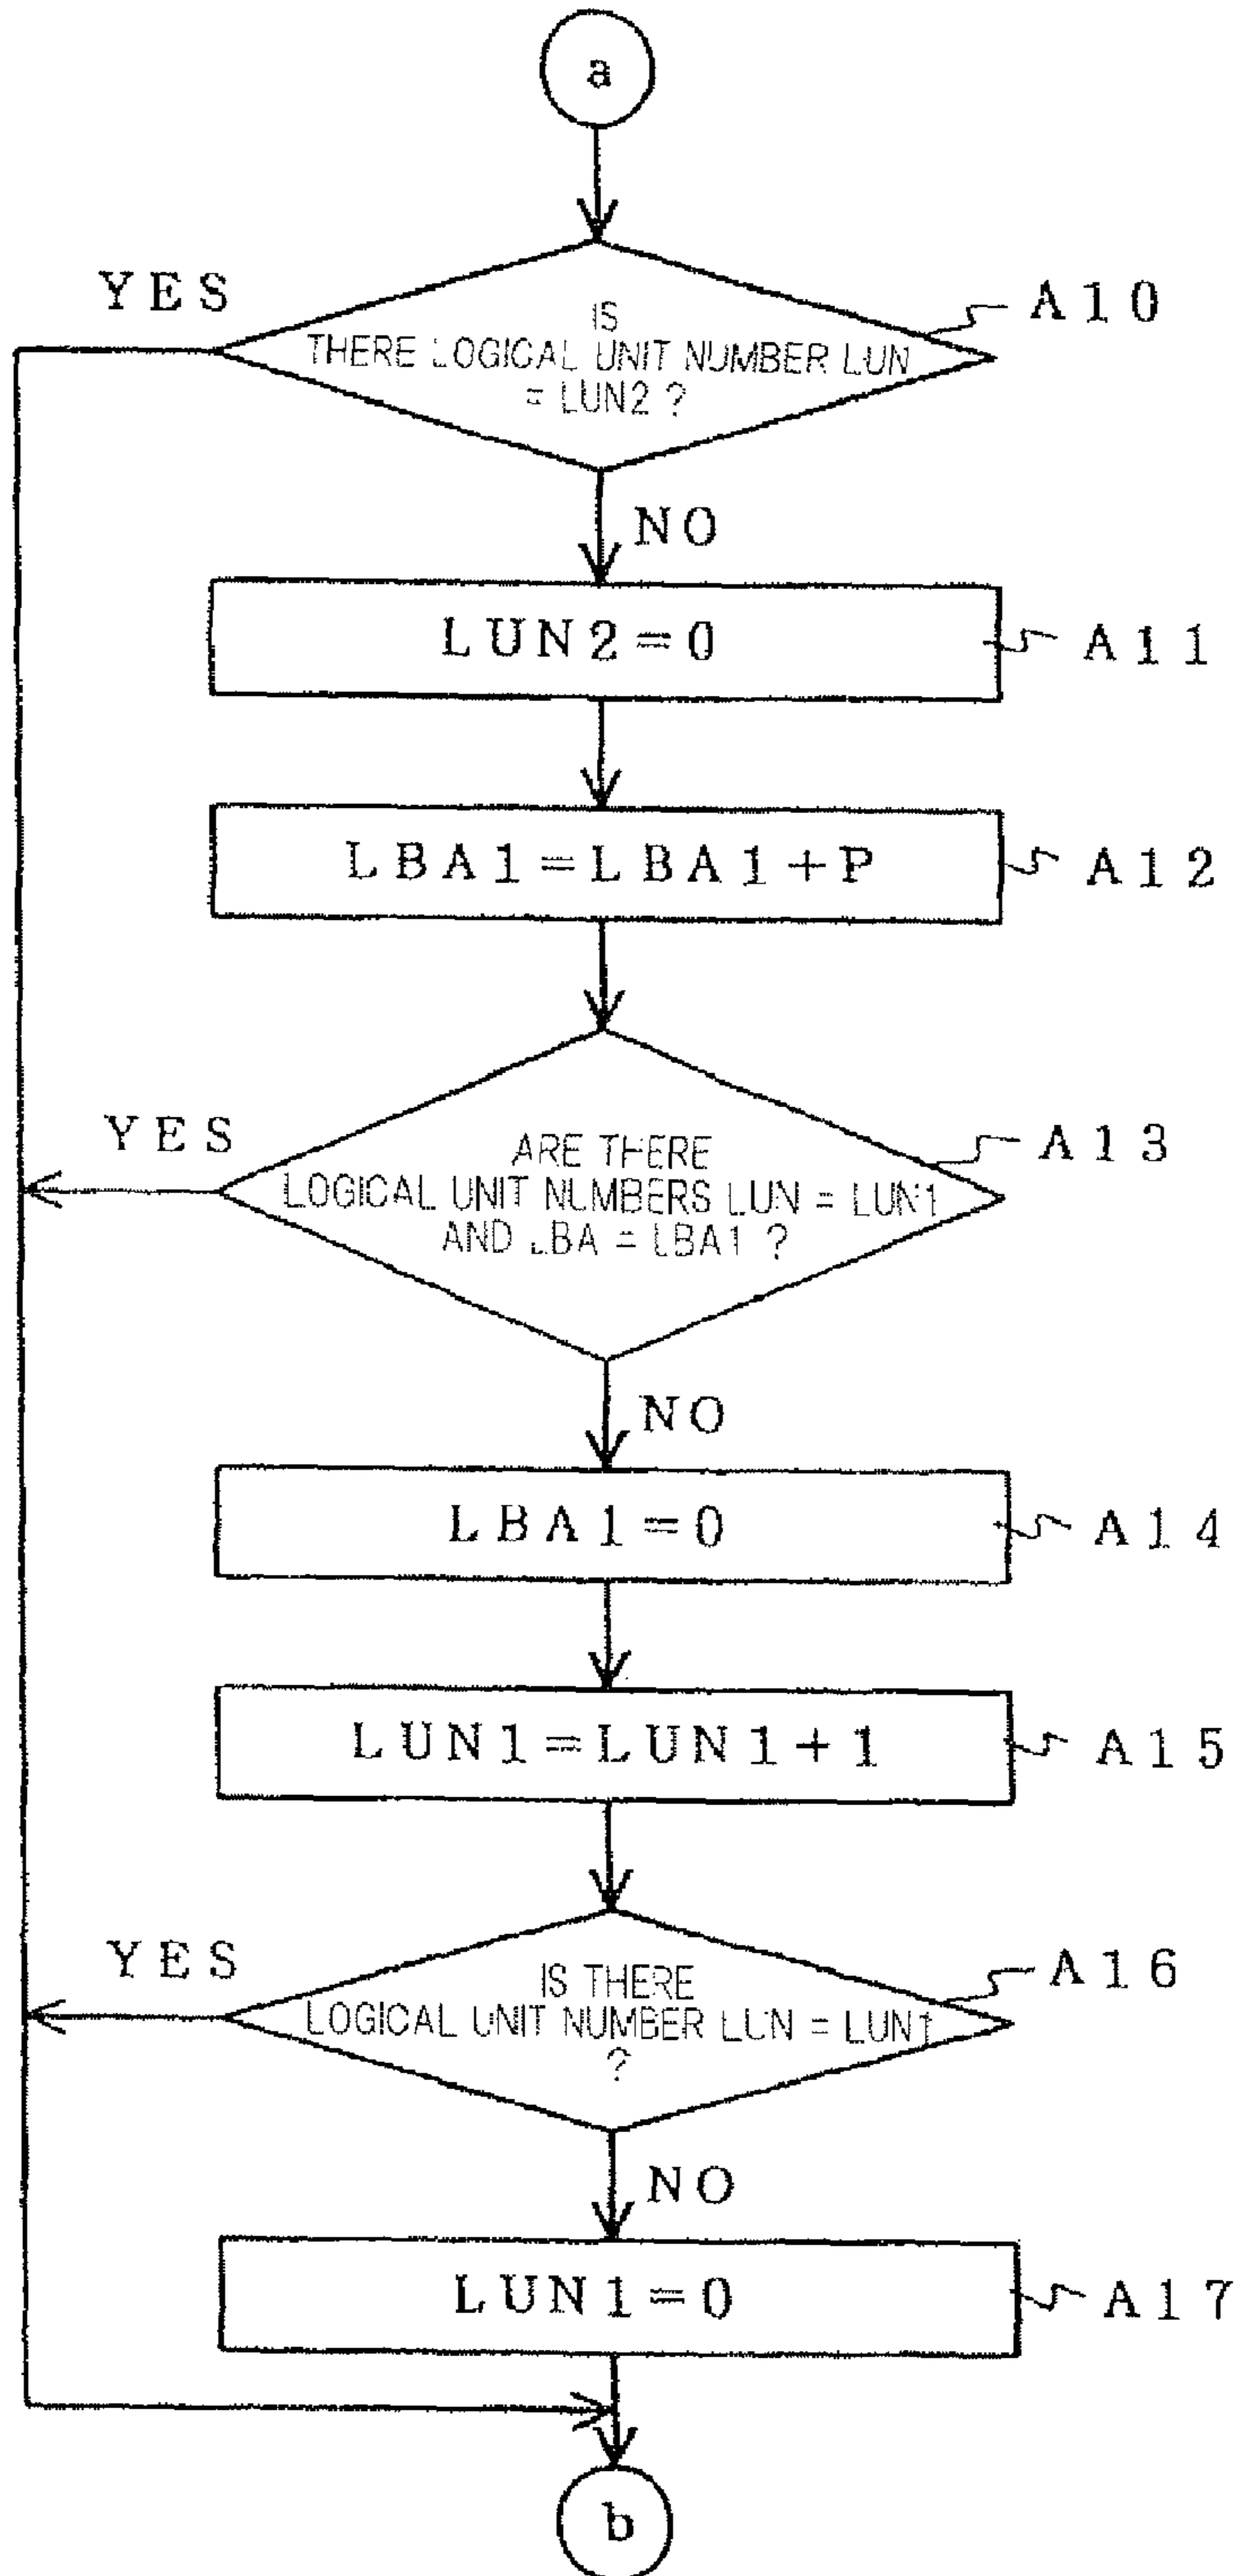 a
YES
A10
IS
THERE LOGICAL UNIT NUMBER LUN
= LUN2 ?
NO
LUN2=0
A11
LBA1=LBA1+P
A12
YES
A13
ARE THERE
LOGICAL UNIT NUMBERS LUN = LUN1
AND LBA = LBA1 ?
NO
LBA1=0
A14
LUN1=LUN1+1
A15
YES
A16
IS THERE
LOGICAL UNIT NUMBER LUN = LUN1
?
NO
LUN1=0
A17
b